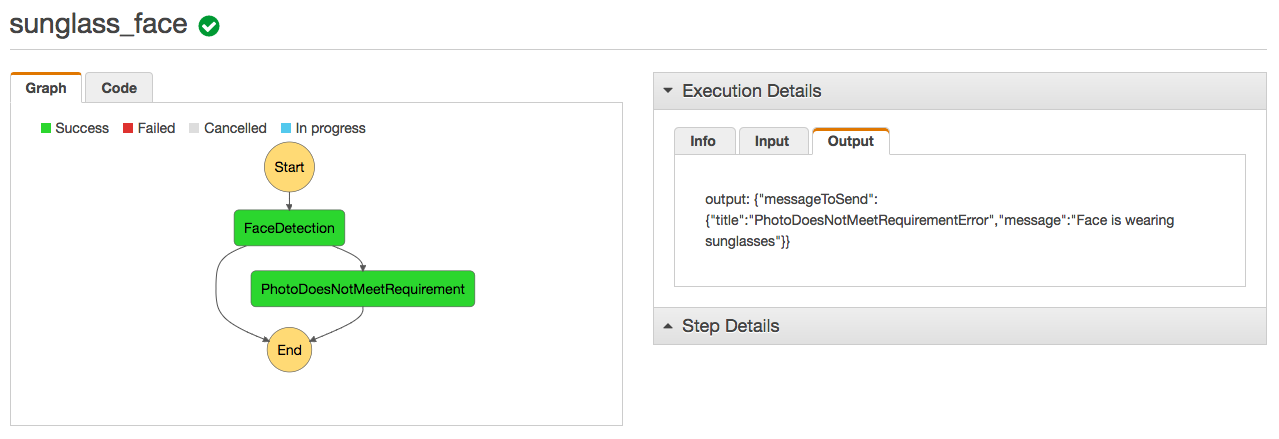 sunglass_face
Graph
Code
Success
Failed
Cancelled
In progress
Start
FaceDetection
PhotoDoesNotMeetRequirement
End
Execution Details
Info
Input
Output
output: {"messageToSend":
{"title":"PhotoDoesNotMeetRequirementError","message":"Face is wearing
sunglasses"}}
Step Details